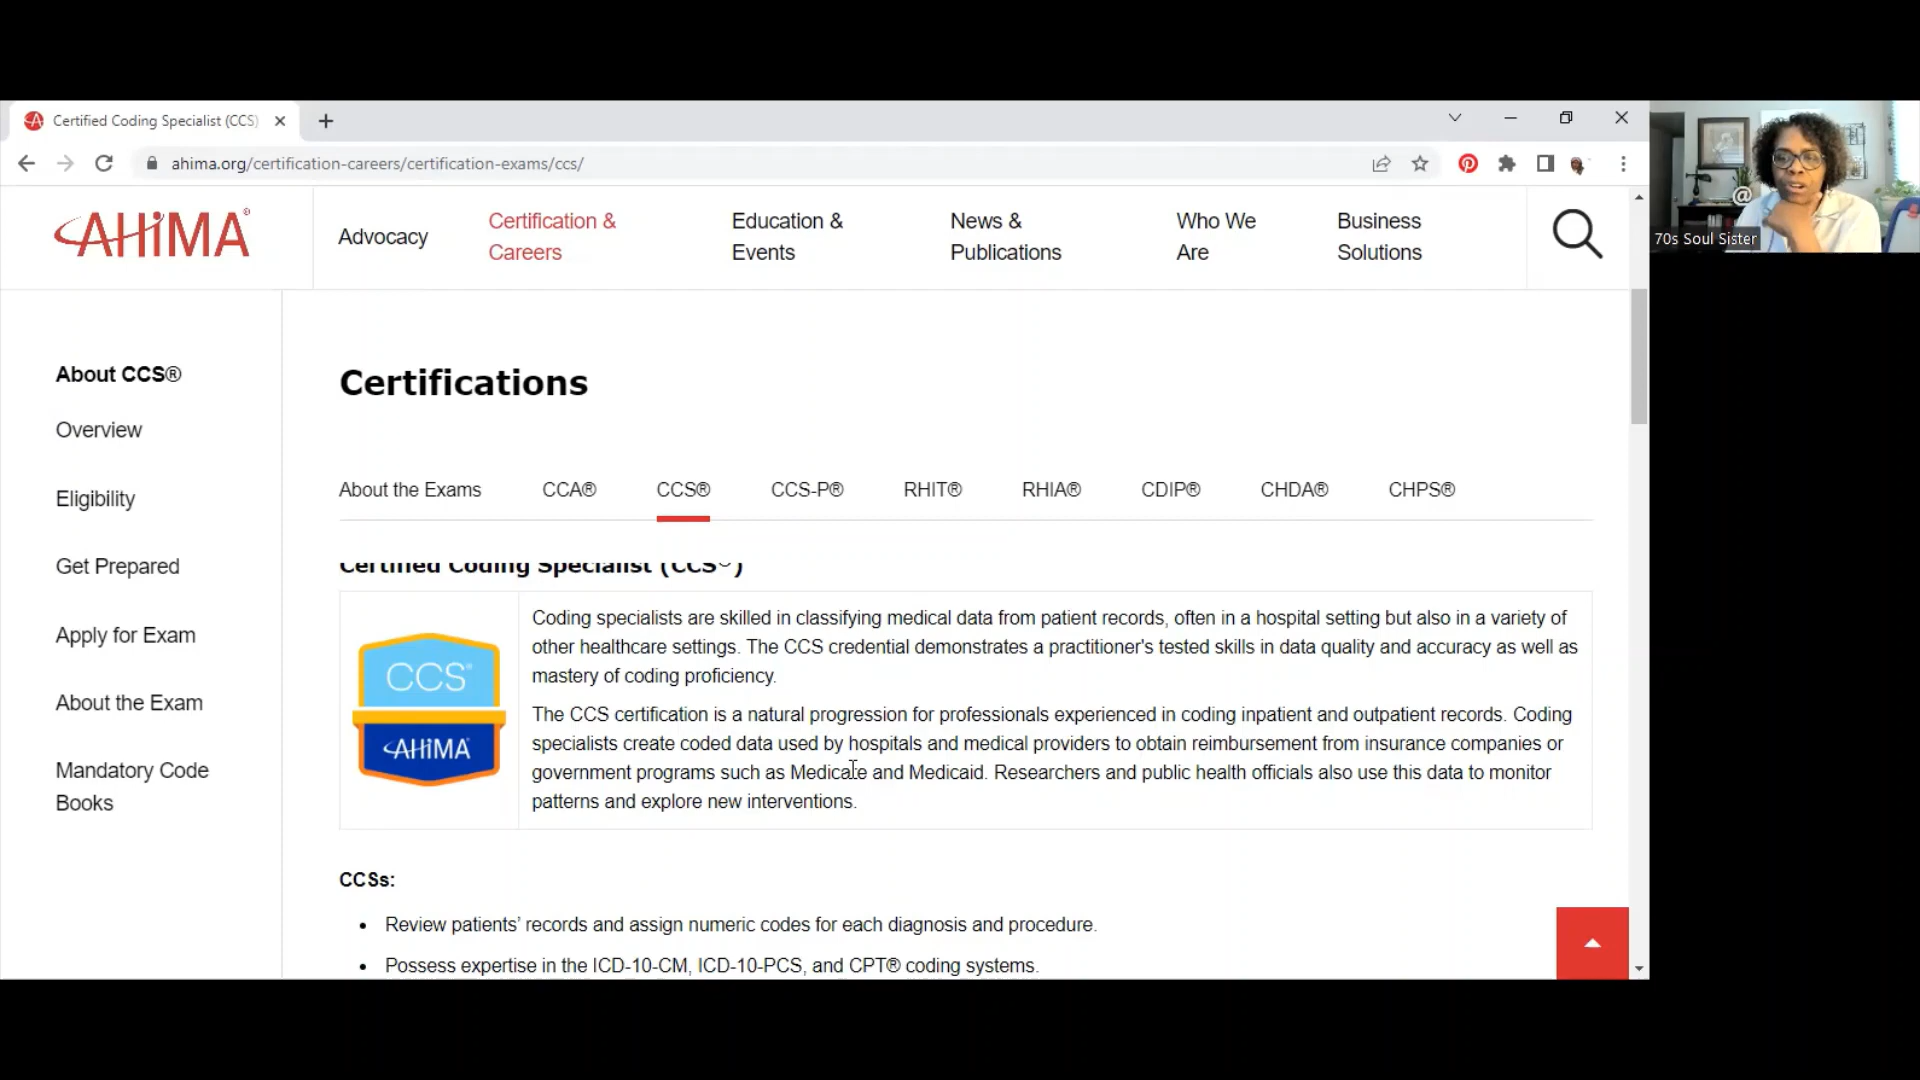 Certified Coding Specialist (CCS)
ahima.org/certification-careers/certification-exams/ccs/
AHiMA®
Advocacy
Certification &
Careers
Education &
Events
News &
Publications
Who We
Are
Business
Solutions
@
70s Soul Sister
About CCS®
Overview
Eligibility
Get Prepared
Apply for Exam
About the Exam
Mandatory Code
Books
Certifications
About the Exams
CCA®
CCS®
CCS-P®
RHIT®
RHIA®
CDIP®
CHDA®
CHPS®
Certified Coding Specialist (CCS®)
CCS®
AHiMA
Coding specialists are skilled in classifying medical data from patient records, often in a hospital setting but also in a variety of
other healthcare settings. The CCS credential demonstrates a practitioner's tested skills in data quality and accuracy as well as
mastery of coding proficiency.
The CCS certification is a natural progression for professionals experienced in coding inpatient and outpatient records. Coding
specialists create coded data used by hospitals and medical providers to obtain reimbursement from insurance companies or
government programs such as Medicare and Medicaid. Researchers and public health officials also use this data to monitor
patterns and explore new interventions.
CCSs:
• Review patients’ records and assign numeric codes for each diagnosis and procedure.
• Possess expertise in the ICD-10-CM, ICD-10-PCS, and CPT® coding systems.